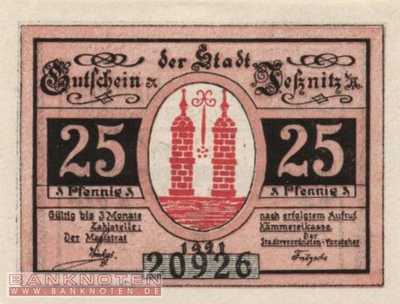 der Stadt
Gutschein Jeßnitz i/A.
25 25
Pfennig Pfennig
Gültig bis 3 Monate nach erfolgtem Aufruf
Zahlstelle: Kämmereikasse.
Der Magistrat Der
Stadtverordneten-Vorsteher
1921
20926
BANKNOTEN
WWW.BANKNOTEN.DE